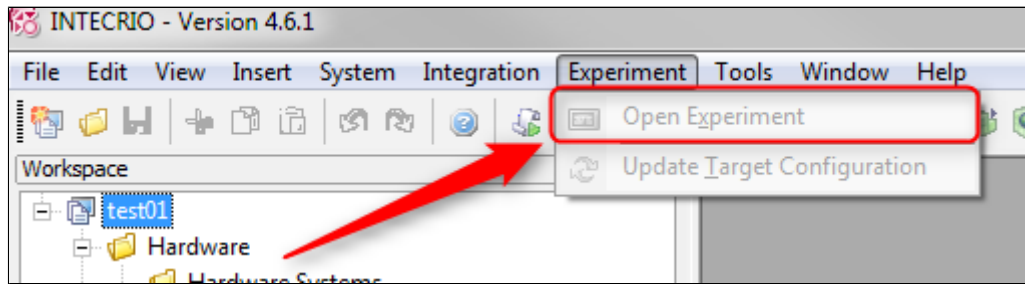 INTECRIO - Version 4.6.1
File Edit View Insert System Integration Experiment Tools Window Help
Open Experiment
Workspace
Update Target Configuration
test01
Hardware
Hardware Systems